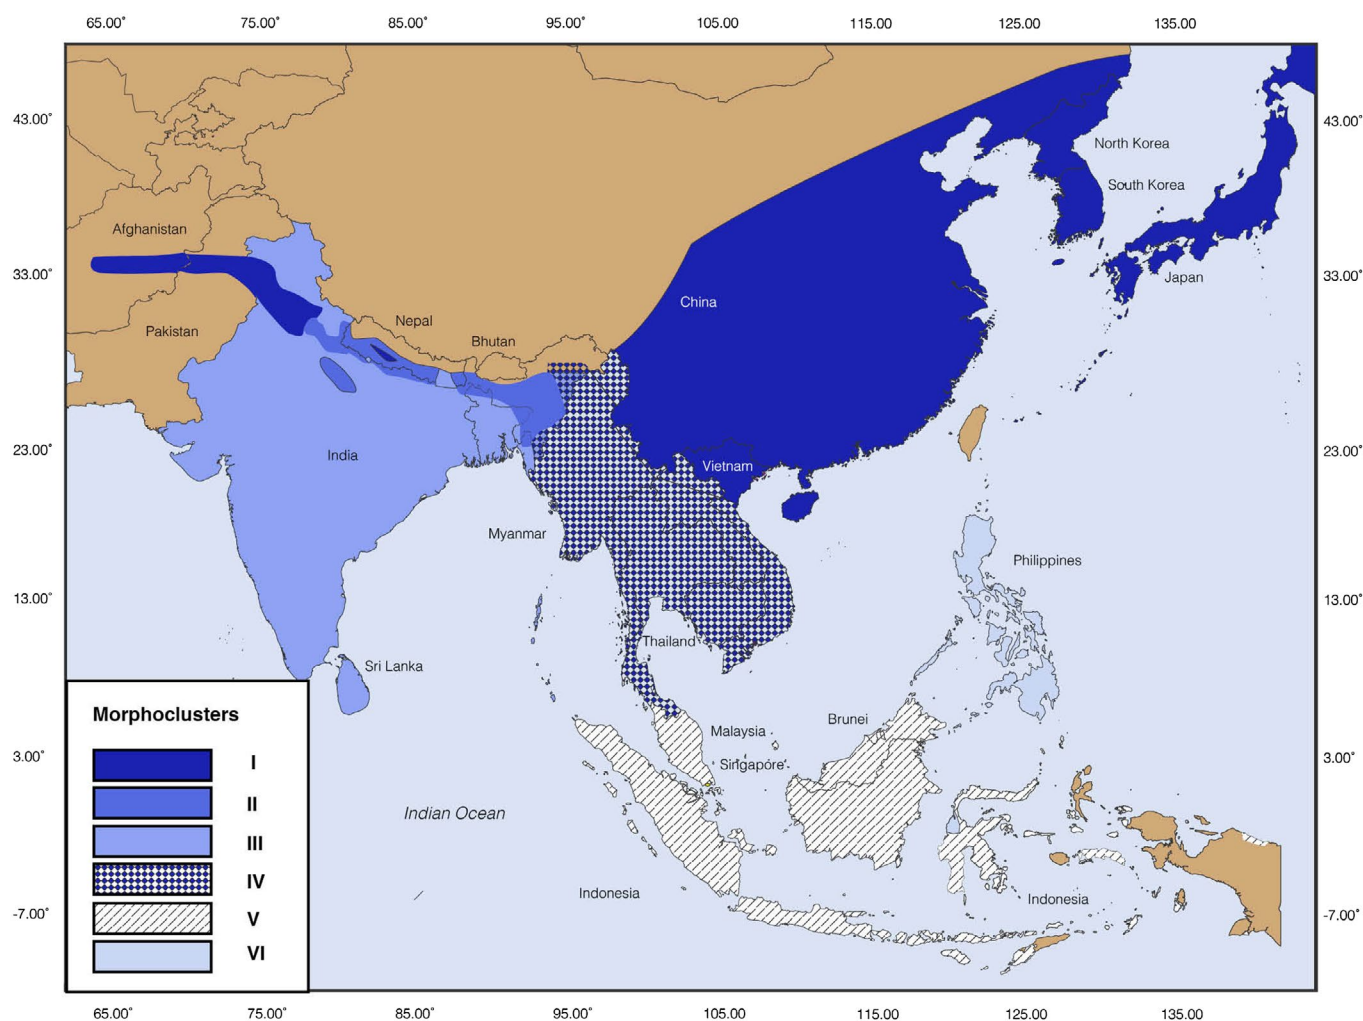 65.00° 75.00° 85.00° 95.00° 105.00 115.00 125.00° 135.00°
43.00° 43.00°
North Korea
South Korea
Afghanistan
33.00° 33.00°
Japan
China
Nepal
Pakistan
Bhutan
23.00° 23.00°
India
Vietnam
Myanmar
Philippines
13.00° 13.00°
Thailand
Sri Lanka
Morphoclusters
Brunei
Malaysia
3.00° 3.00°
Singapore
I
II
Indian Ocean
III
IV
Indonesia
Indonesia
-7.00° -7.00°
V
VI
65.00° 75.00° 85.00° 95.00° 105.00 115.00 125.00 135.00°